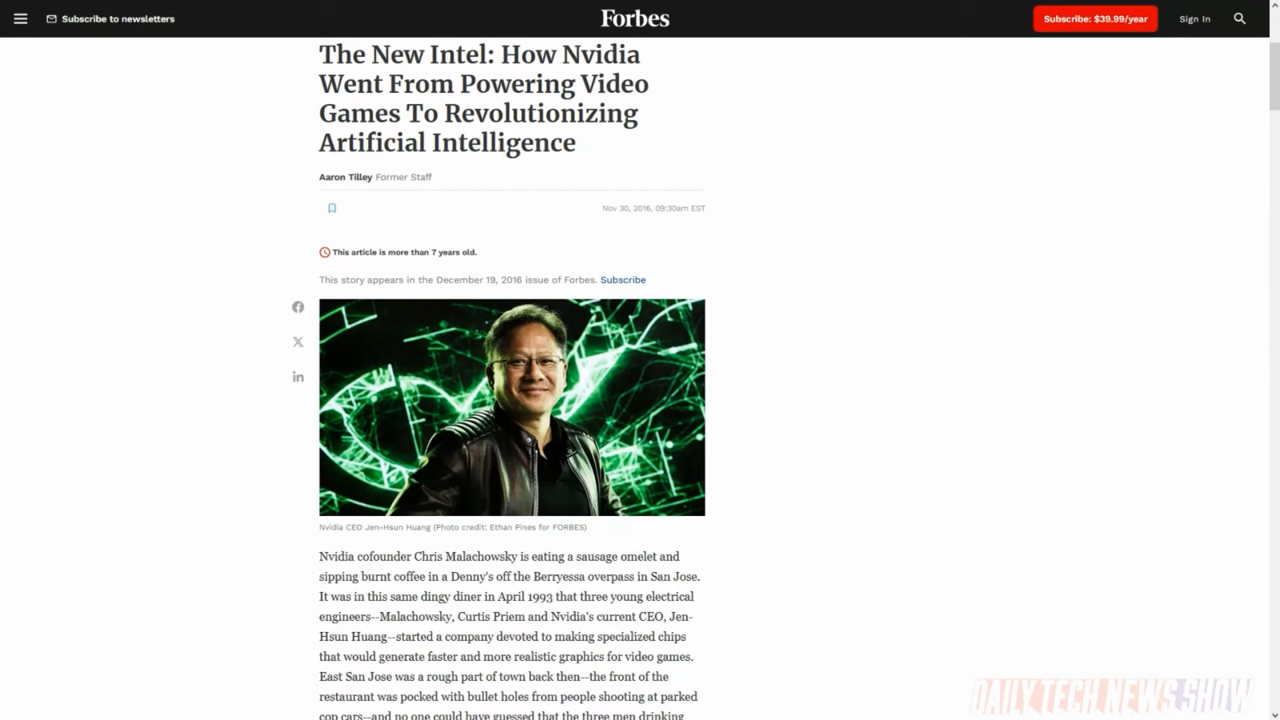 Subscribe to newsletters
Forbes
Subscribe: $39.99/year
Sign In
The New Intel: How Nvidia
Went From Powering Video
Games To Revolutionizing
Artificial Intelligence
Aaron Tilley Former Staff
Nov 30, 2016, 09:30am EST
This article is more than 7 years old.
This story appears in the December 19, 2016 issue of Forbes. Subscribe
Nvidia CEO Jen-Hsun Huang (Photo credit: Ethan Pines for FORBES)
Nvidia cofounder Chris Malachowsky is eating a sausage omelet and
sipping burnt coffee in a Denny's off the Berryessa overpass in San Jose.
It was in this same dingy diner in April 1993 that three young electrical
engineers--Malachowsky, Curtis Priem and Nvidia's current CEO, Jen-
Hsun Huang--started a company devoted to making specialized chips
that would generate faster and more realistic graphics for video games.
East San Jose was a rough part of town back then--the front of the
restaurant was pocked with bullet holes from people shooting at parked
cop cars--and no one could have guessed that the three men drinking
DAILY TECH NEWS SHOW